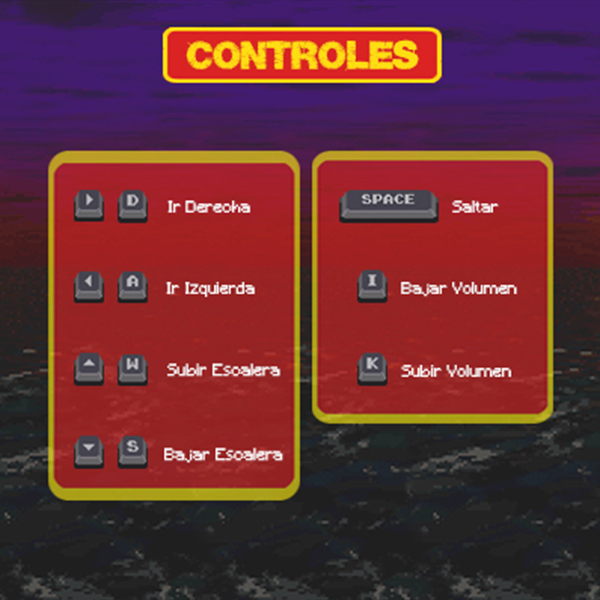 CONTROLES
D Ir Derecha
A Ir Izquierda
W Subir Escalera
S Bajar Escalera
SPACE Saltar
I Bajar Volumen
K Subir Volumen